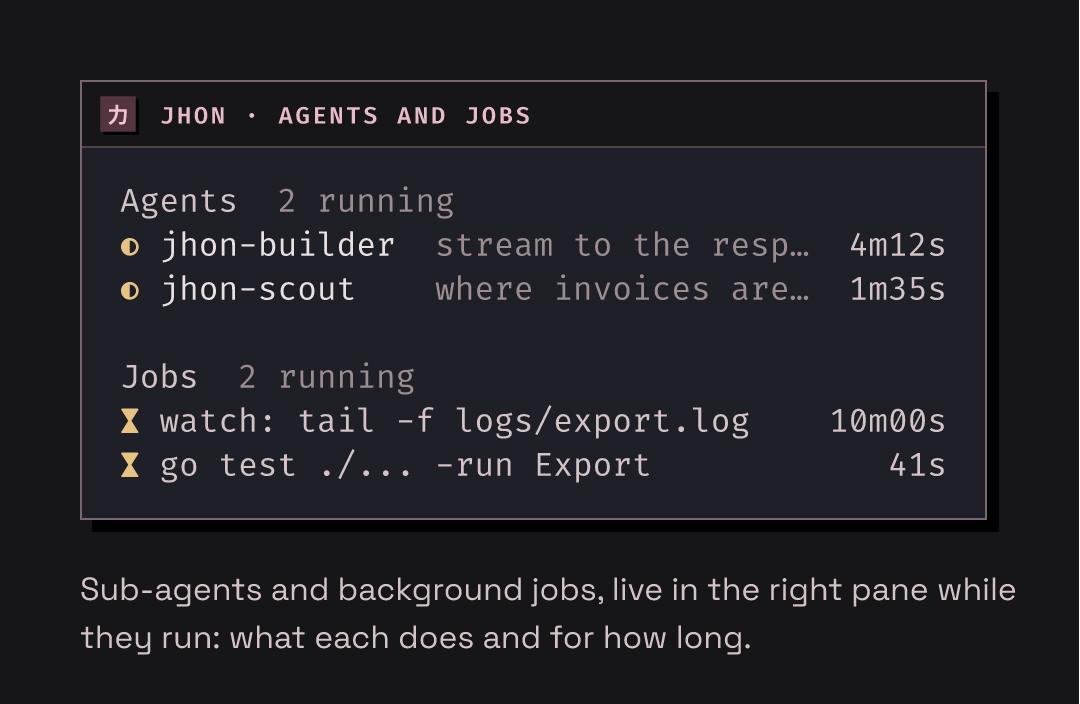 力 JHON · AGENTS AND JOBS
Agents 2 running
◐ jhon-builder stream to the resp… 4m12s
◐ jhon-scout where invoices are… 1m35s
Jobs 2 running
⧗ watch: tail -f logs/export.log 10m00s
⧗ go test ./... -run Export 41s
Sub-agents and background jobs, live in the right pane while
they run: what each does and for how long.